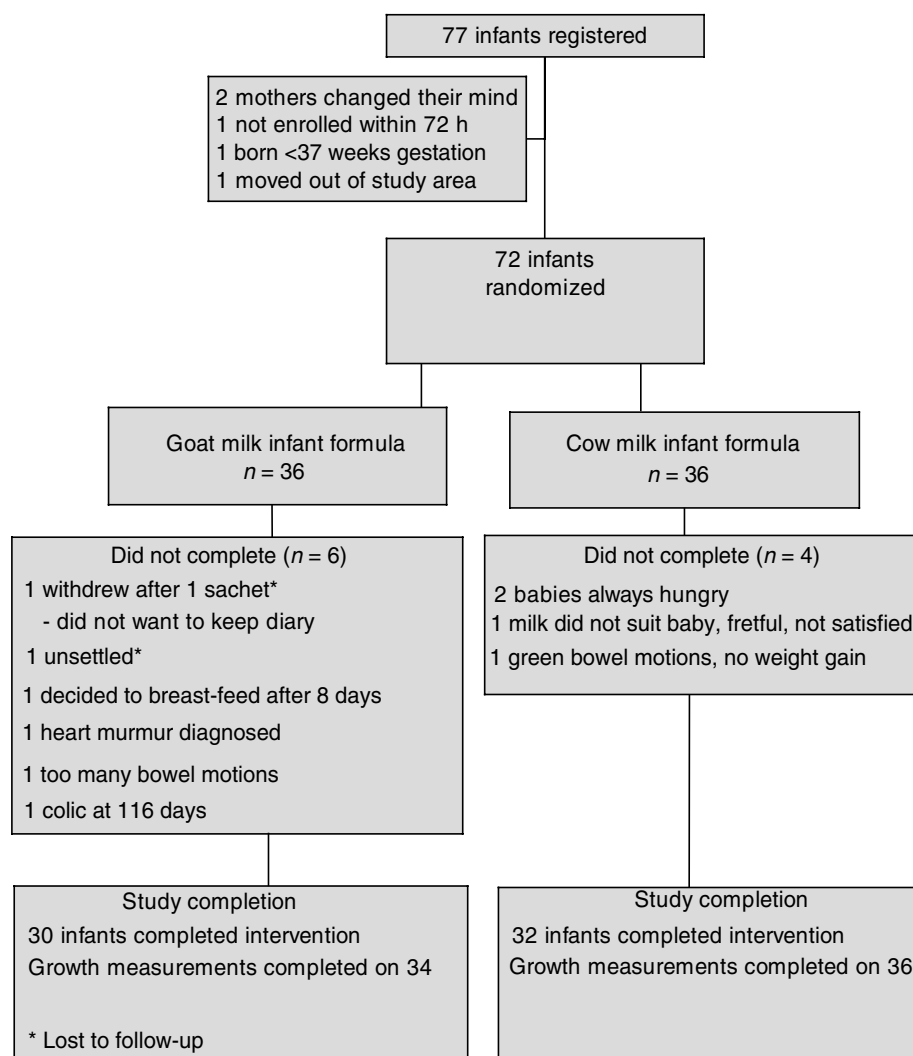 77 infants registered
2 mothers changed their mind
1 not enrolled within 72 h
1 born <37 weeks gestation
1 moved out of study area
72 infants
randomized
Goat milk infant formula
n = 36
Cow milk infant formula
n = 36
Did not complete (n = 6)
1 withdrew after 1 sachet*
- did not want to keep diary
1 unsettled*
1 decided to breast-feed after 8 days
1 heart murmur diagnosed
1 too many bowel motions
1 colic at 116 days
Did not complete (n = 4)
2 babies always hungry
1 milk did not suit baby, fretful, not satisfied
1 green bowel motions, no weight gain
Study completion
30 infants completed intervention
Growth measurements completed on 34
* Lost to follow-up
Study completion
32 infants completed intervention
Growth measurements completed on 36